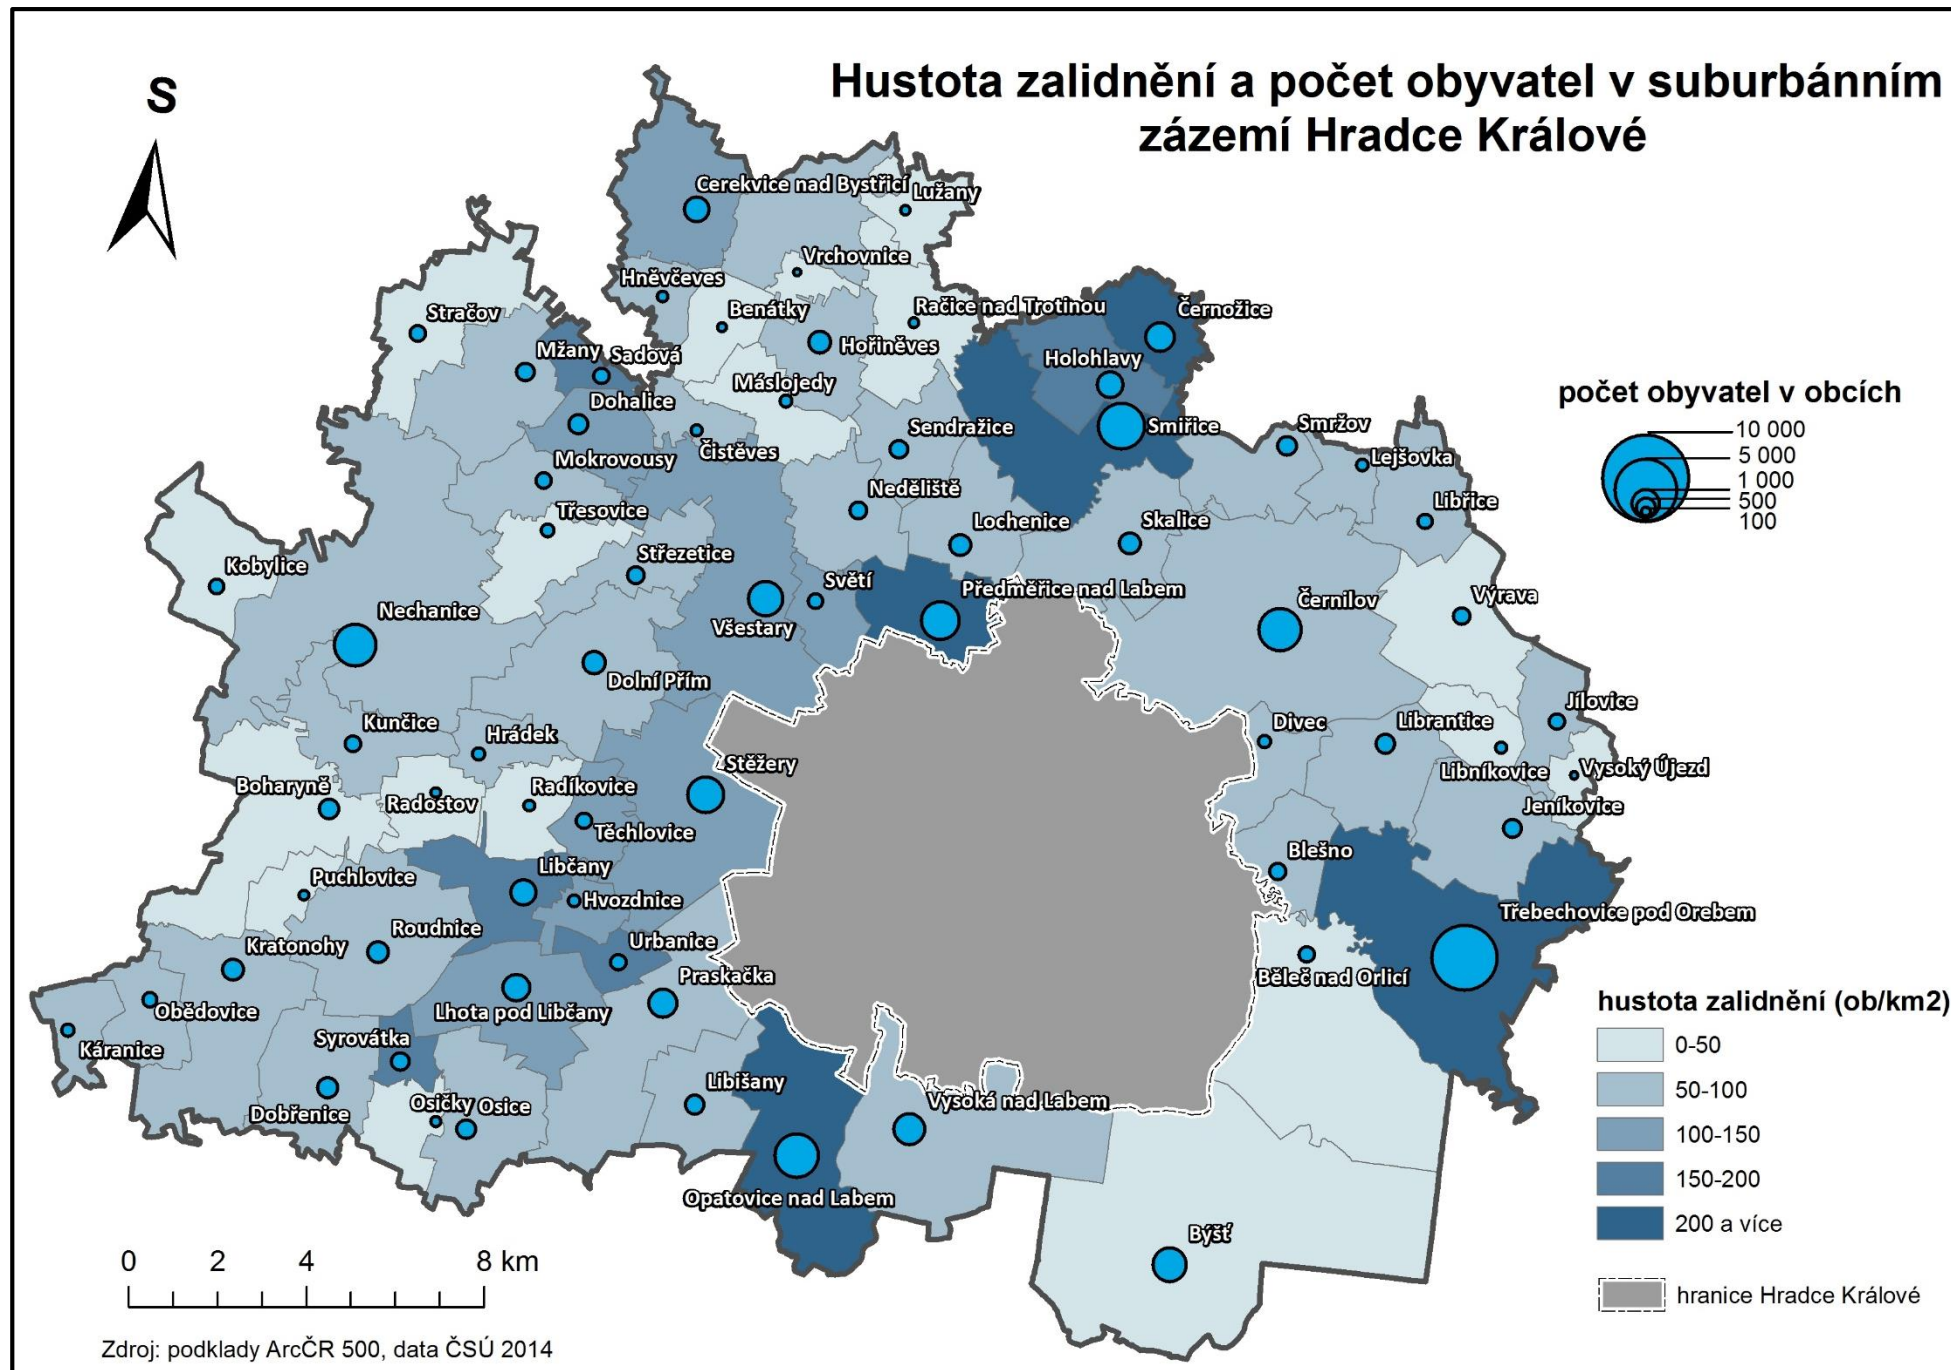 Hustota zalidnění a počet obyvatel v suburbánním
zázemí Hradce Králové
S
Cerekvice nad Bystřicí
Lužany
Vrchovnice
Hněvčeves
Benátky
Račice nad Trotinou
Černožice
Stračov
Hořiněves
Mžany
Sadová
Holohlavy
Máslojedy
Dohalice
Smiřice
Smržov
Sendražice
Čistěves
Lejšovka
Mokrovousy
Neděliště
Třesovice
Lochenice
Skalice
Libřice
Střezetice
Kobylice
Světí
Předměřice nad Labem
Černilov
Výrava
Nechanice
Všestary
Dolní Přím
Kunčice
Hrádek
Divec
Librantice
Jílovice
Stěžery
Libníkovice
Vysoký Újezd
Boharyně
Radostov
Radíkovice
Jeníkovice
Těchlovice
Blešno
Libčany
Puchlovice
Hvozdnice
Třebechovice pod Orebem
Roudnice
Urbanice
Kratonohy
Praskačka
Běleč nad Orlicí
Obědovice
Lhota pod Libčany
Káranice
Syrovátka
Libišany
Osičky
Osice
Vysoká nad Labem
Dobřenice
Opatovice nad Labem
Býšť
počet obyvatel v obcích
10 000
5 000
1 000
500
100
hustota zalidnění (ob/km2)
0-50
50-100
100-150
150-200
200 a více
hranice Hradce Králové
0 2 4 8 km
Zdroj: podklady ArcČR 500, data ČSÚ 2014